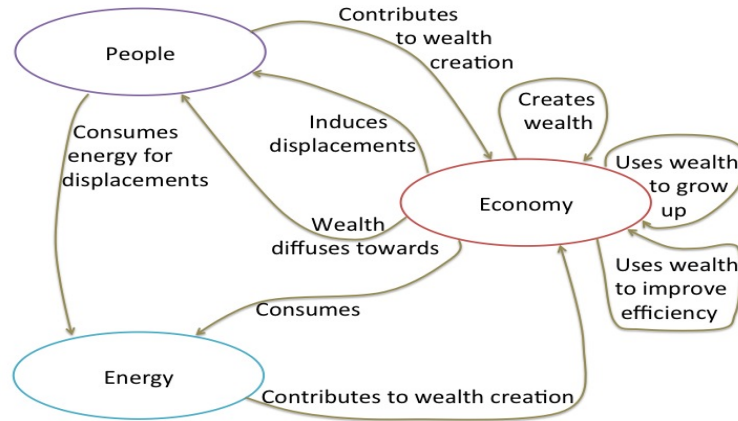 Contributes
to wealth
creation
People
Creates
wealth
Induces
displacements
Consumes
energy for
displacements
Uses wealth
to grow
up
Economy
Wealth
diffuses towards
Uses wealth
to improve
efficiency
Consumes
Energy
Contributes to wealth creation